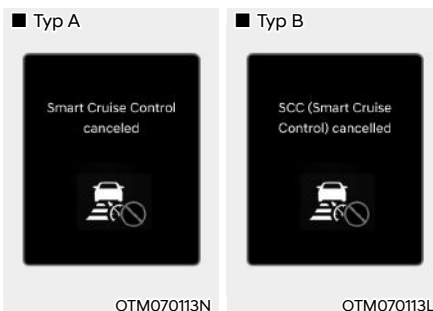 ■ Typ A
Smart Cruise Control
canceled
OTM070113N
■ Typ B
SCC (Smart Cruise
Control) cancelled
OTM070113L